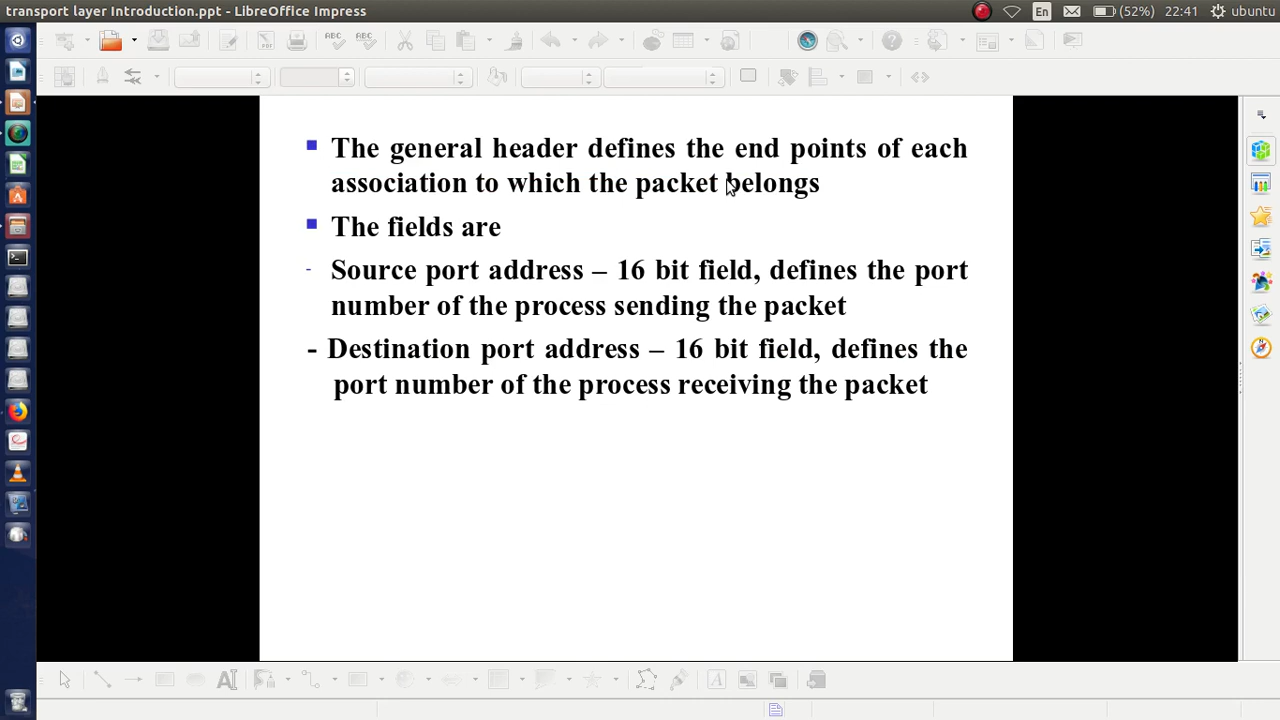 transport layer Introduction.ppt - LibreOffice Impress
En
(52%)
22:41
ubuntu
The general header defines the end points of each
association to which the packet belongs
The fields are
- Source port address – 16 bit field, defines the port
number of the process sending the packet
- Destination port address – 16 bit field, defines the
port number of the process receiving the packet